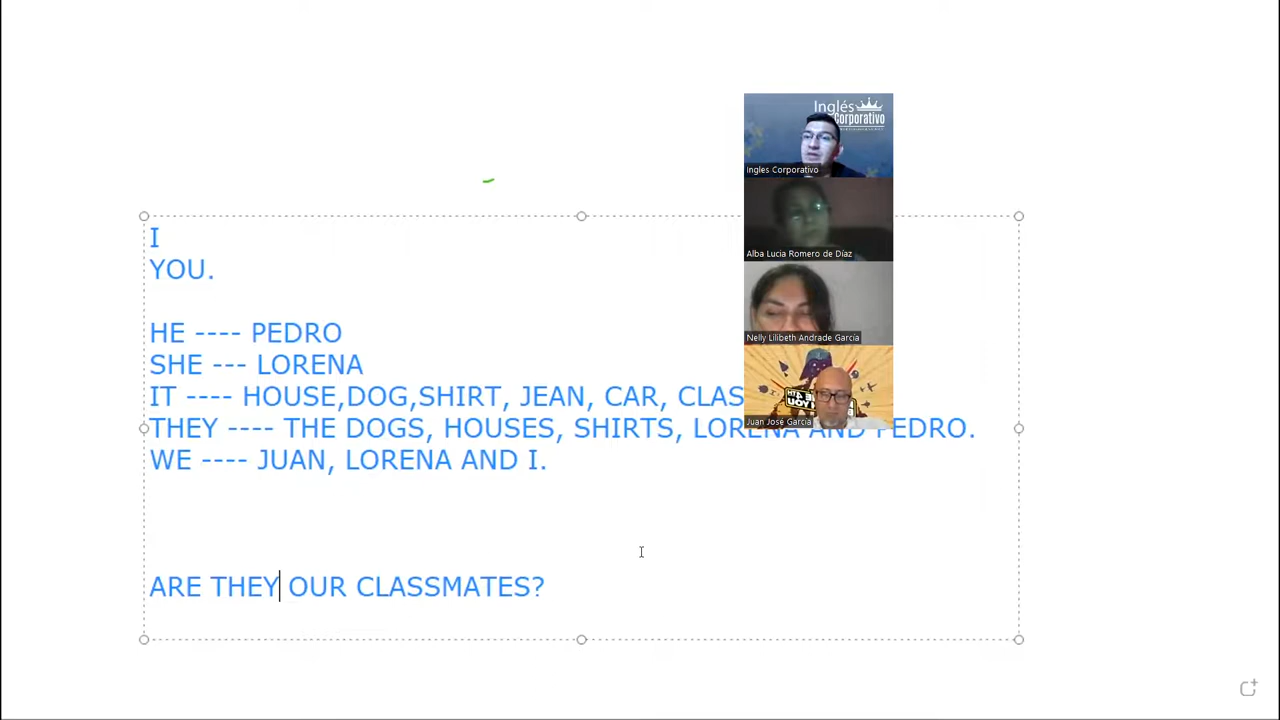 Inglés
Corporativo
Ingles Corporativo
Alba Lucia Romero de Díaz
Nelly Lilibeth Andrade García
Juan José García
I
YOU.
HE ---- PEDRO
SHE --- LORENA
IT ---- HOUSE,DOG,SHIRT, JEAN, CAR, CLAS
THEY ---- THE DOGS, HOUSES, SHIRTS, LORENA AND PEDRO.
WE ---- JUAN, LORENA AND I.
ARE THEY OUR CLASSMATES?